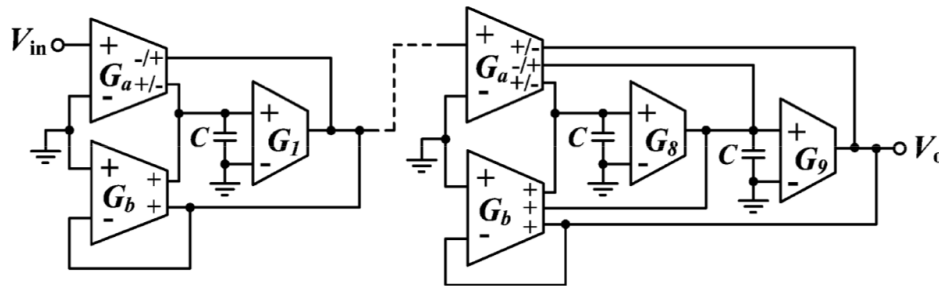 V_in
+
-/+
G_a
+/-
-
+
C
G_1
-
+
+
G_b
+
-
+
+/-
-/+
G_a
+/-
-
+
C
G_8
-
+
C
G_9
-
V_o
+
+
+
G_b
+
-